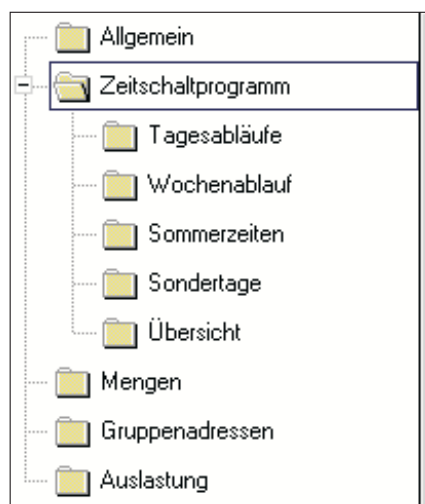 Allgemein
Zeitschaltprogramm
Tagesabläufe
Wochenablauf
Sommerzeiten
Sondertage
Übersicht
Mengen
Gruppenadressen
Auslastung